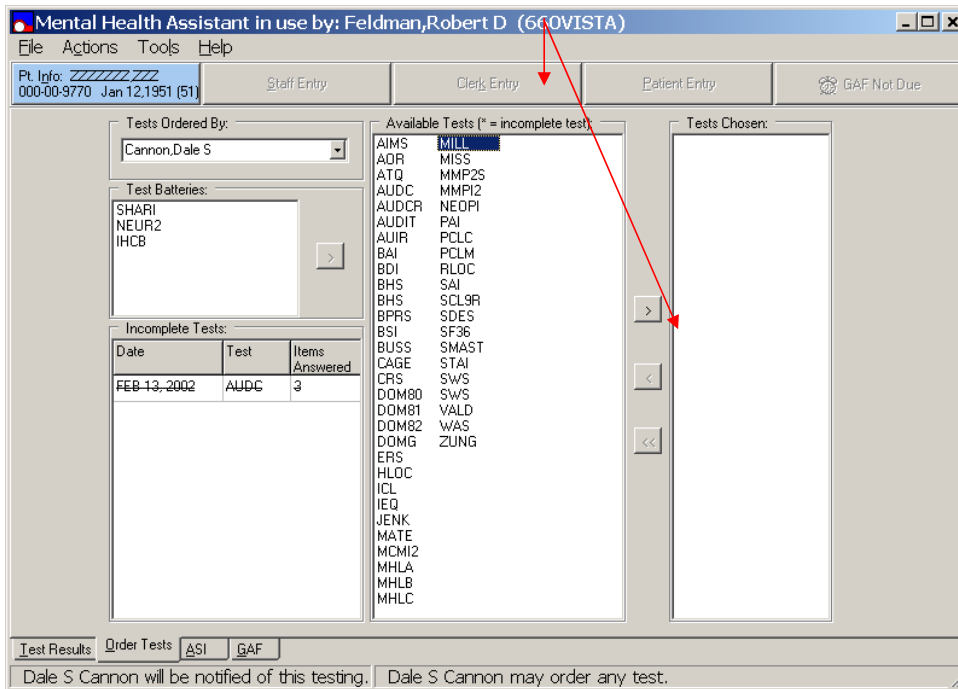 Mental Health Assistant in use by: Feldman,Robert D (660VISTA)
File Actions Tools Help
Pt. Info: ZZZZZZZ,ZZZ
000-00-9770 Jan 12,1951 (51)
Staff Entry
Clerk Entry
Patient Entry
GAF Not Due
Tests Ordered By:
Cannon,Dale S
Test Batteries:
SHARI
NEUR2
IHCB
>
Incomplete Tests:
Date Test Items Answered
FEB 13, 2002 AUDC 3
Available Tests (* = incomplete test):
AIMS MILL
AOR MISS
ATQ MMP2S
AUDC MMPI2
AUDCR NEOPI
AUDIT PAI
AUIR PCLC
BAI PCLM
BDI RLOC
BHS SAI
BHS SCL9R
BPRS SDES
BSI SF36
BUSS SMAST
CAGE STAI
CRS SWS
DOM80 SWS
DOM81 VALD
DOM82 WAS
DOMG ZUNG
ERS
HLOC
ICL
IEQ
JENK
MATE
MCMI2
MHLA
MHLB
MHLC
>
<
<<
Tests Chosen:
Test Results Order Tests ASI GAF
Dale S Cannon will be notified of this testing. Dale S Cannon may order any test.